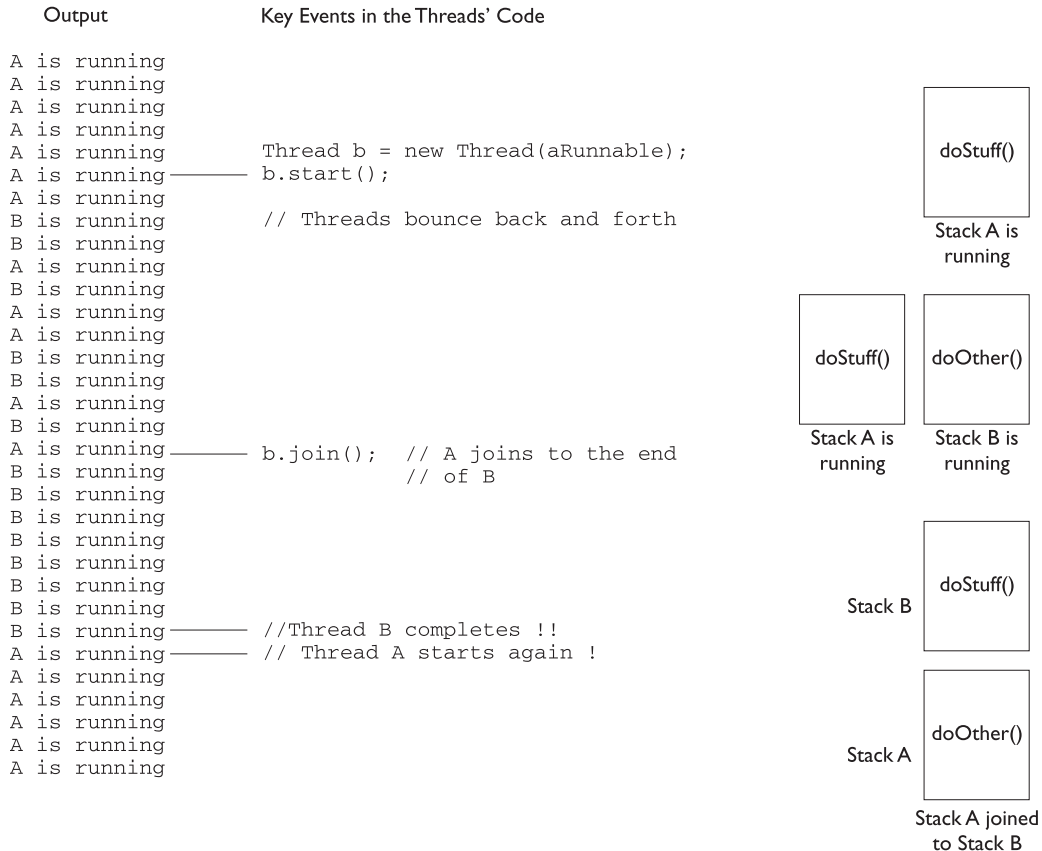 Output
Key Events in the Threads' Code
A is running
A is running
A is running
A is running
A is running
Thread b = new Thread(aRunnable);
A is running
b.start();
A is running
B is running
// Threads bounce back and forth
B is running
A is running
B is running
A is running
A is running
B is running
B is running
A is running
B is running
A is running
b.join(); // A joins to the end
B is running
// of B
B is running
B is running
B is running
B is running
B is running
B is running
B is running
//Thread B completes !!
A is running
// Thread A starts again !
A is running
A is running
A is running
A is running
A is running
doStuff()
Stack A is
running
doStuff()
Stack A is
running
doOther()
Stack B is
running
Stack B
doStuff()
Stack A
doOther()
Stack A joined
to Stack B